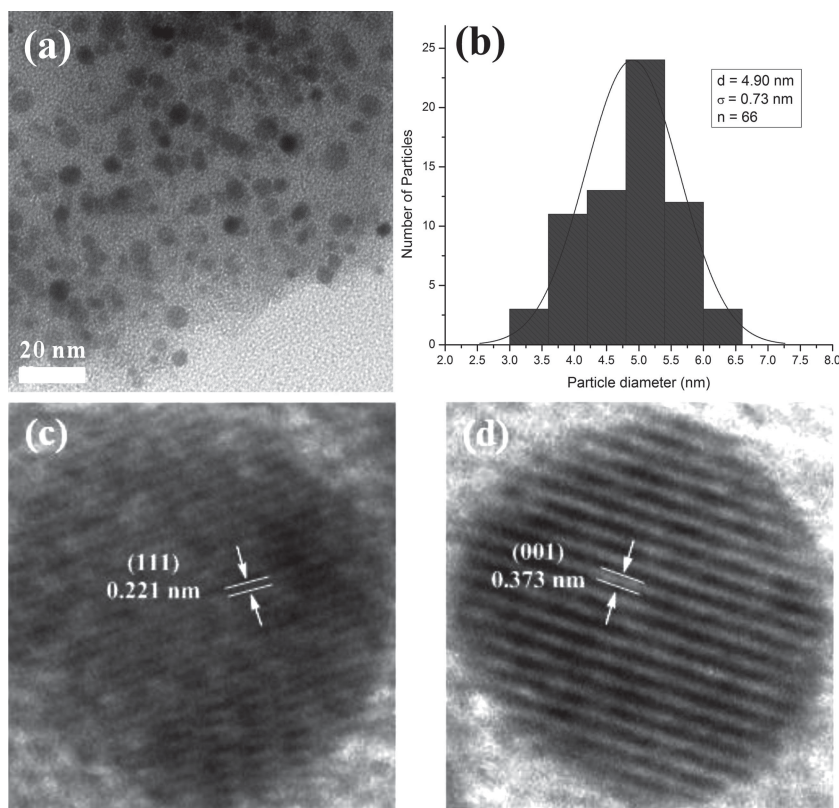 (a)
20 nm
(b)
25
20
15
10
5
0
Number of Particles
d = 4.90 nm
σ = 0.73 nm
n = 66
2.0 2.5 3.0 3.5 4.0 4.5 5.0 5.5 6.0 6.5 7.0 7.5 8.0
Particle diameter (nm)
(c)
(111)
0.221 nm
(d)
(001)
0.373 nm